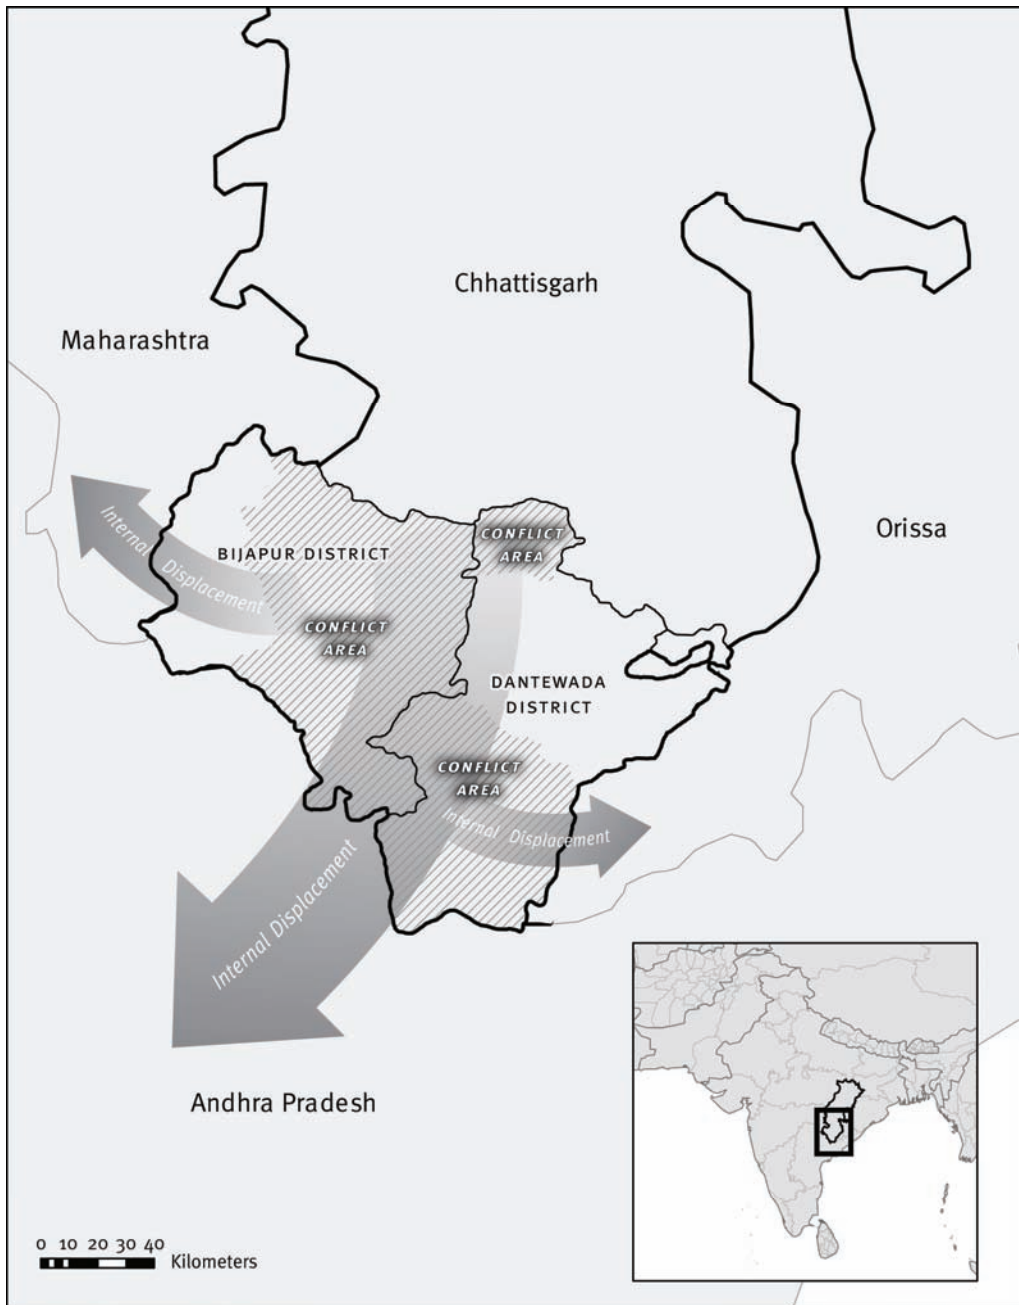 Chhattisgarh
Maharashtra
Orissa
CONFLICT
AREA
Internal Displacement
BIJAPUR DISTRICT
CONFLICT
AREA
DANTEWADA
DISTRICT
CONFLICT
AREA
Internal Displacement
Internal Displacement
Andhra Pradesh
0 10 20 30 40
Kilometers